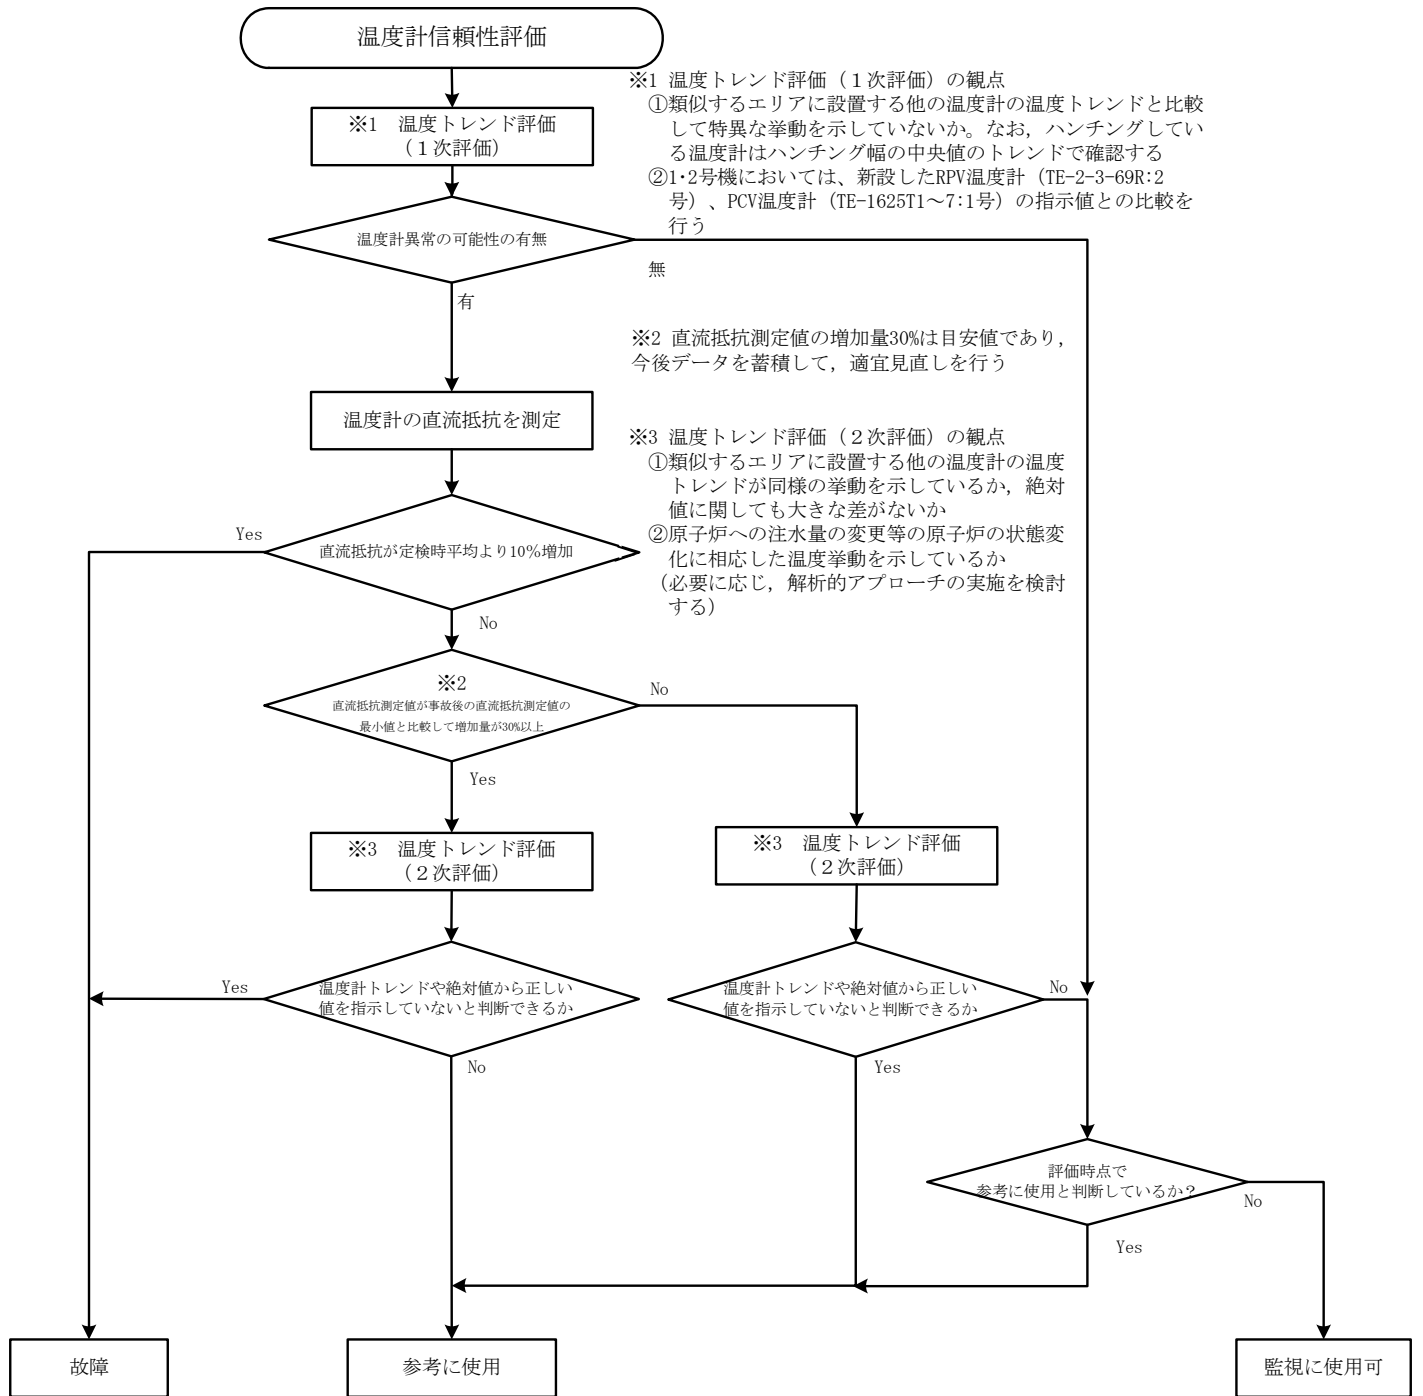 温度計信頼性評価
※1 温度トレンド評価（１次評価）の観点
①類似するエリアに設置する他の温度計の温度トレンドと比較
して特異な挙動を示していないか。なお，ハンチングしてい
る温度計はハンチング幅の中央値のトレンドで確認する
②1・2号機においては、新設したRPV温度計（TE-2-3-69R:2
号）、PCV温度計（TE-1625T1～7:1号）の指示値との比較を
行う
※1　温度トレンド評価
（１次評価）
温度計異常の可能性の有無
無
有
※2 直流抵抗測定値の増加量30%は目安値であり，
今後データを蓄積して，適宜見直しを行う
温度計の直流抵抗を測定
※3 温度トレンド評価（２次評価）の観点
①類似するエリアに設置する他の温度計の温度
トレンドが同様の挙動を示しているか，絶対
値に関しても大きな差がないか
②原子炉への注水量の変更等の原子炉の状態変
化に相応した温度挙動を示しているか
（必要に応じ，解析的アプローチの実施を検討
する）
Yes
直流抵抗が定検時平均より10％増加
No
※2
直流抵抗測定値が事故後の直流抵抗測定値の
最小値と比較して増加量が30%以上
No
Yes
※3　温度トレンド評価
（２次評価）
※3　温度トレンド評価
（２次評価）
Yes
温度計トレンドや絶対値から正しい
値を指示していないと判断できるか
No
温度計トレンドや絶対値から正しい
値を指示していないと判断できるか
No
Yes
評価時点で
参考に使用と判断しているか？
No
Yes
故障
参考に使用
監視に使用可